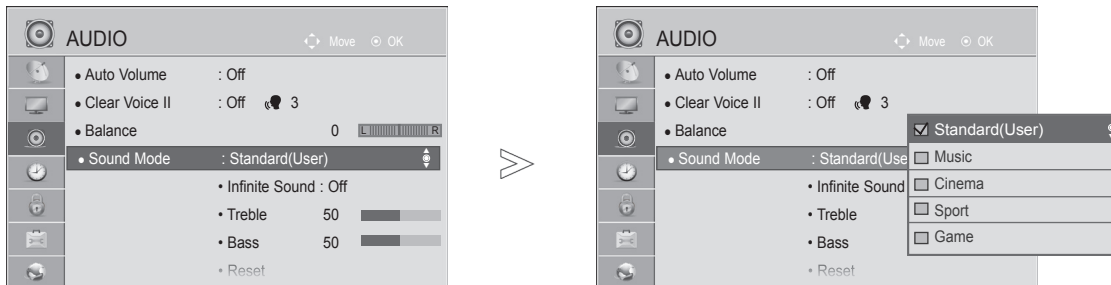 AUDIO
Move
OK
• Auto Volume : Off
• Clear Voice II : Off 3
• Balance 0 L R
• Sound Mode : Standard(User)
• Infinite Sound : Off
• Treble 50
• Bass 50
• Reset
AUDIO
Move
OK
• Auto Volume : Off
• Clear Voice II : Off 3
• Balance
• Sound Mode : Standard(Use
• Infinite Sound
• Treble
• Bass
• Reset
Standard(User)
Music
Cinema
Sport
Game